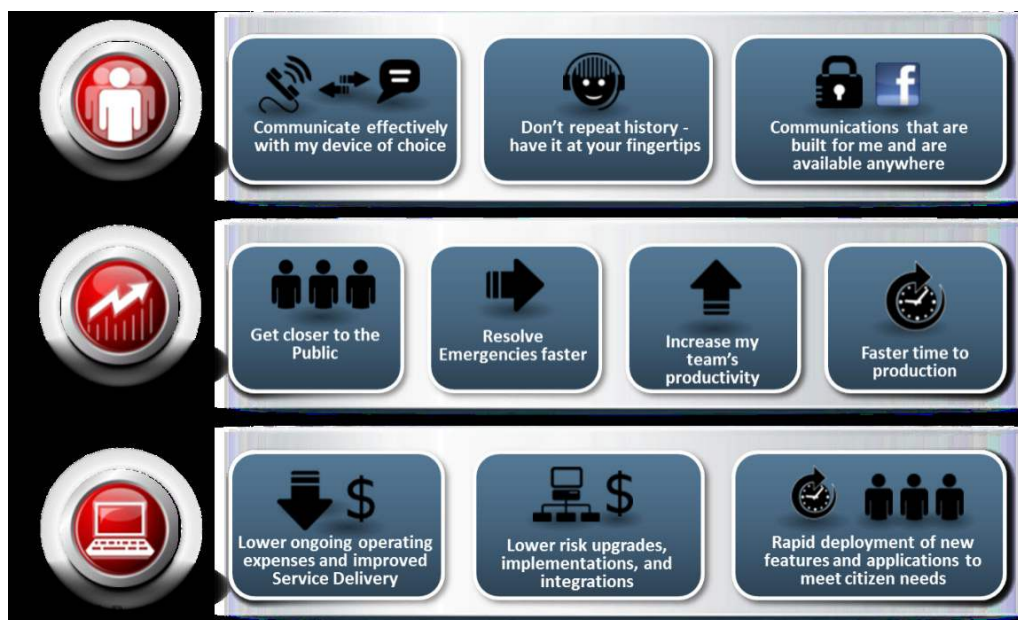 Communicate effectively
with my device of choice
Don't repeat history -
have it at your fingertips
f
Communications that are
built for me and are
available anywhere
Get closer to the
Public
Resolve
Emergencies faster
Increase my
team's
productivity
Faster time to
production
$
Lower ongoing operating
expenses and improved
Service Delivery
$
Lower risk upgrades,
implementations, and
integrations
Rapid deployment of new
features and applications to
meet citizen needs